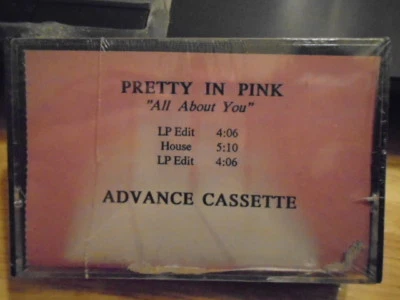 PRETTY IN PINK
"All About You"
LP Edit 4:06
House 5:10
LP Edit 4:06
ADVANCE CASSETTE